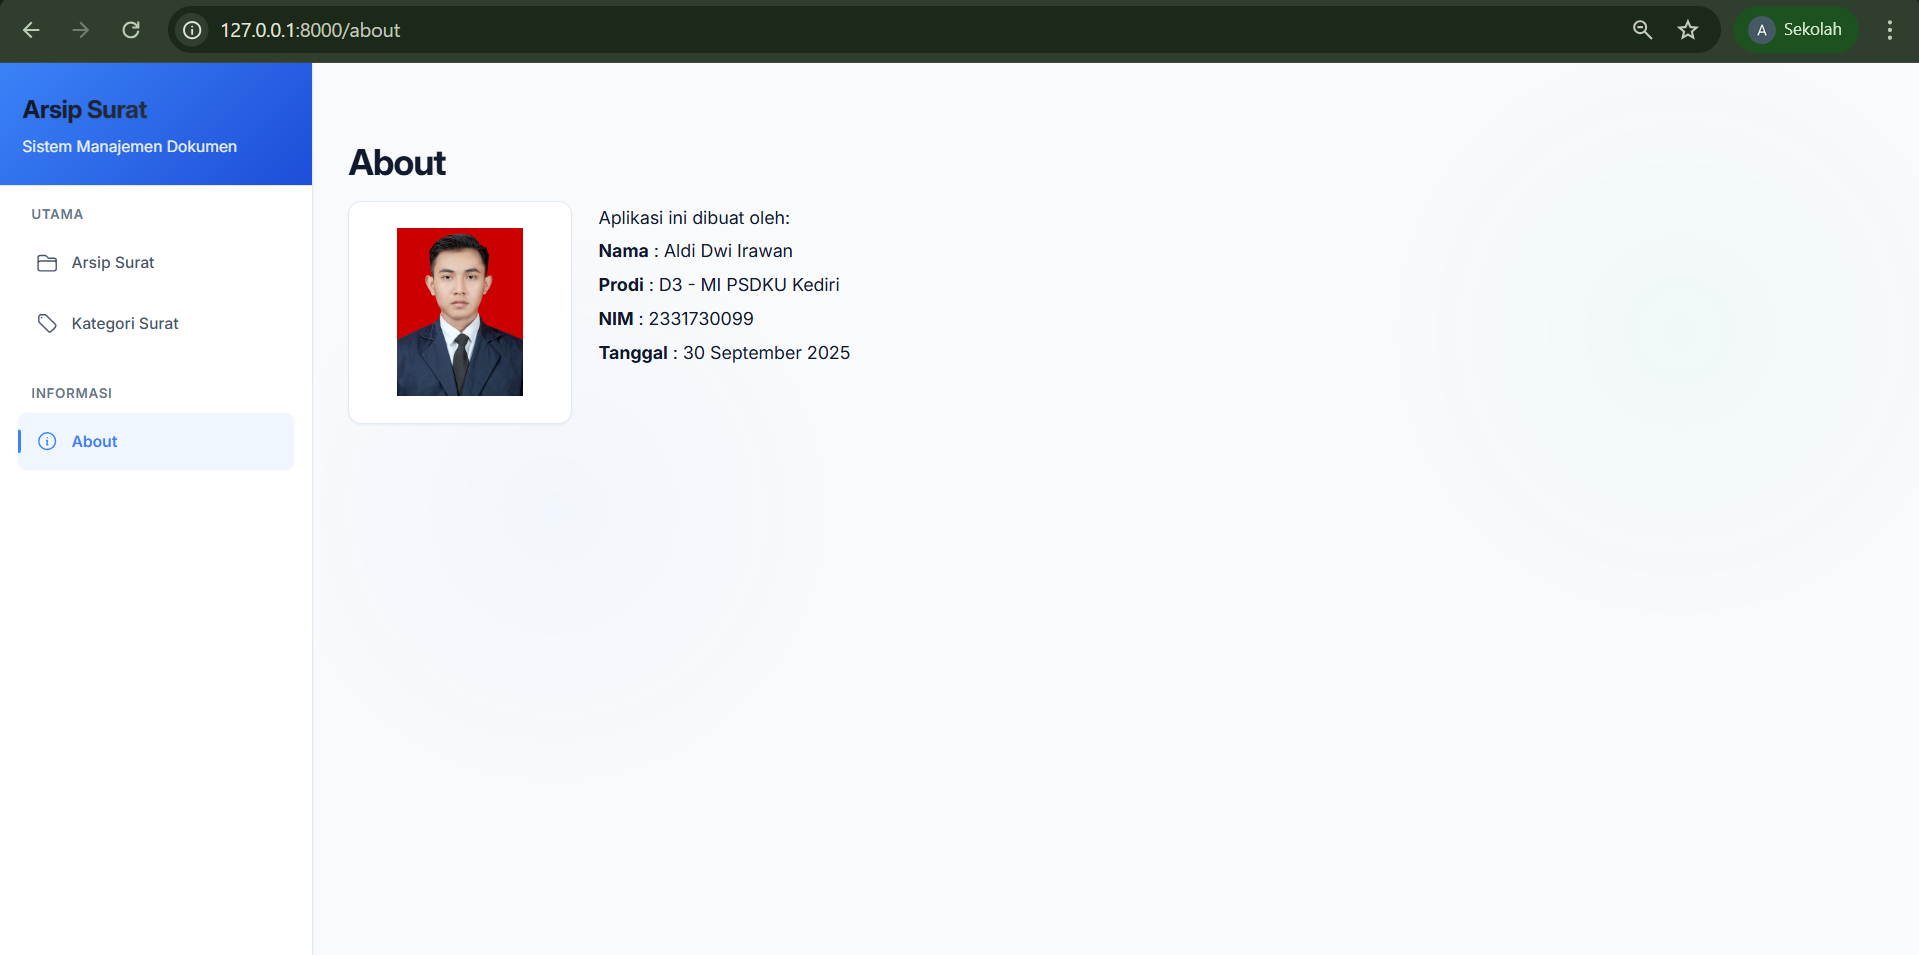 127.0.0.1:8000/about
A Sekolah
Arsip Surat
Sistem Manajemen Dokumen
UTAMA
Arsip Surat
Kategori Surat
INFORMASI
About
About
Aplikasi ini dibuat oleh:
Nama : Aldi Dwi Irawan
Prodi : D3 - MI PSDKU Kediri
NIM : 2331730099
Tanggal : 30 September 2025